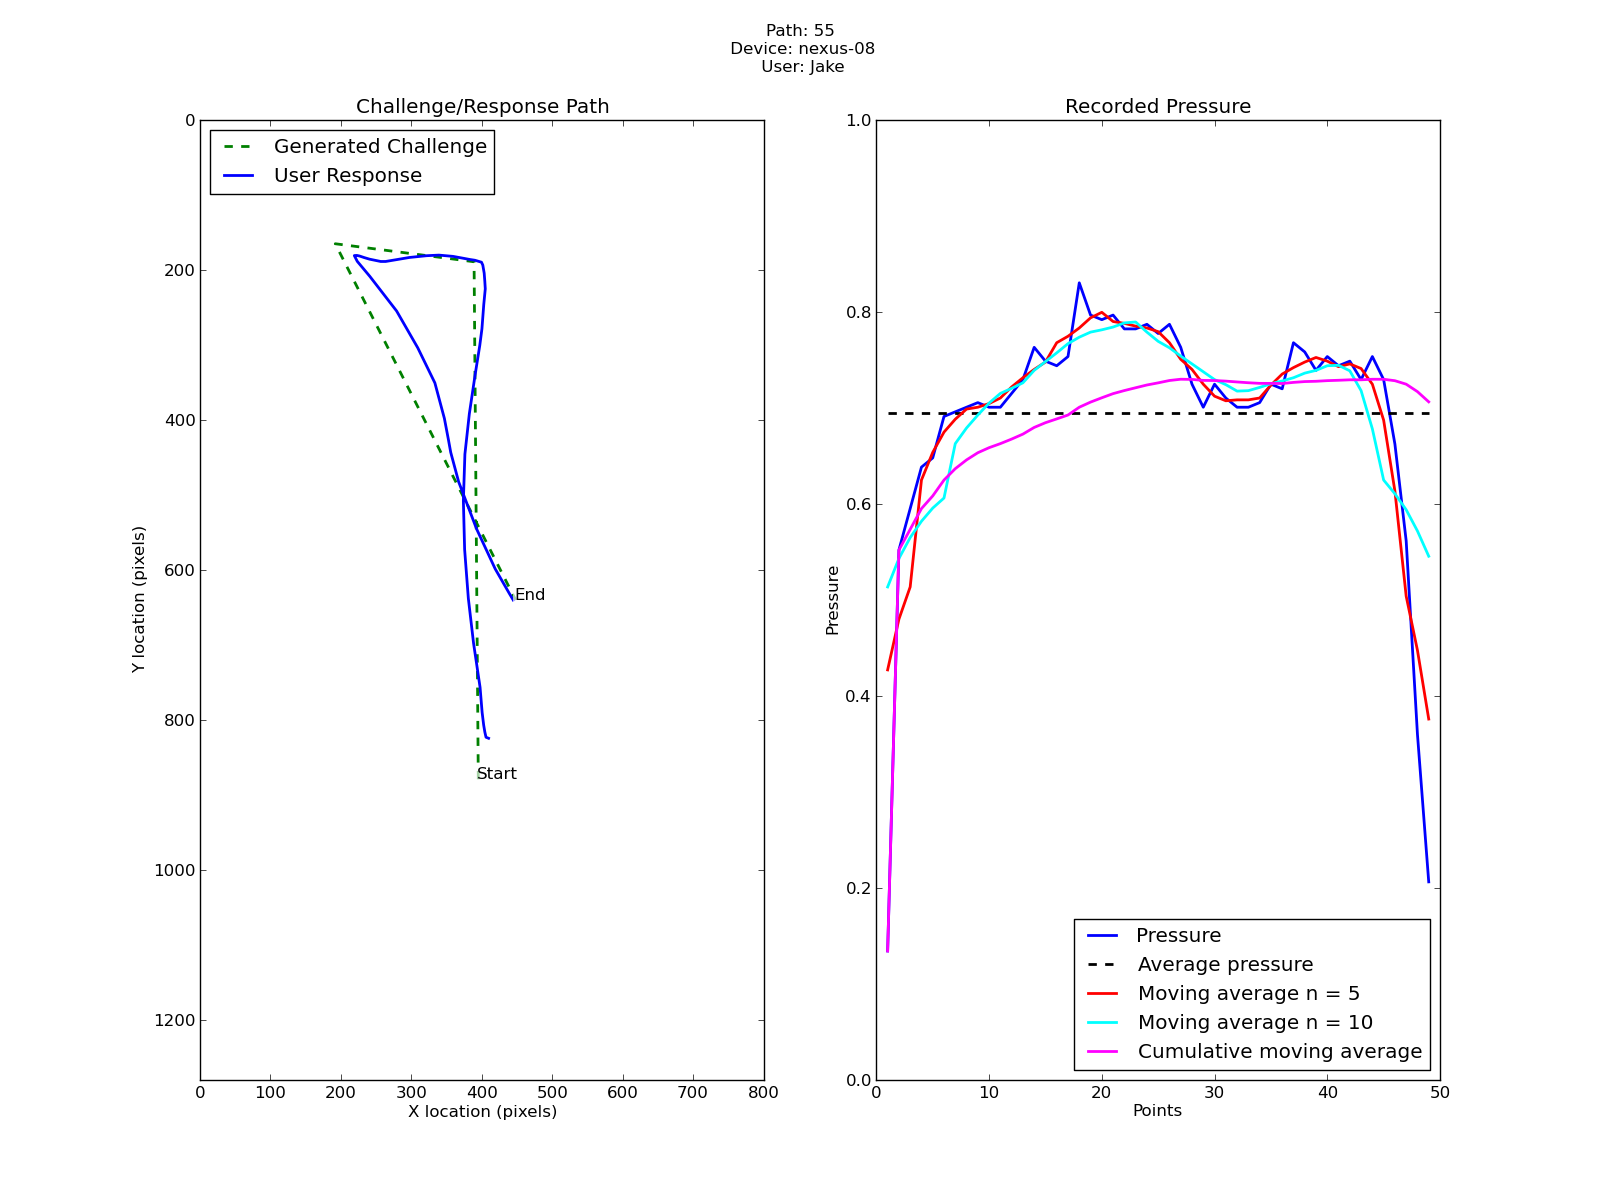 Path: 55
Device: nexus-08
User: Jake
Challenge/Response Path
0
200
400
600
800
1000
1200
Y location (pixels)
Generated Challenge
User Response
End
Start
0 100 200 300 400 500 600 700 800
X location (pixels)
Recorded Pressure
1.0
0.8
0.6
0.4
0.2
0.0
Pressure
Pressure
Average pressure
Moving average n = 5
Moving average n = 10
Cumulative moving average
0 10 20 30 40 50
Points